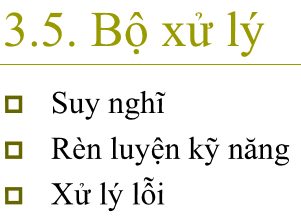 3.5. Bộ xử lý
Suy nghĩ
Rèn luyện kỹ năng
Xử lý lỗi